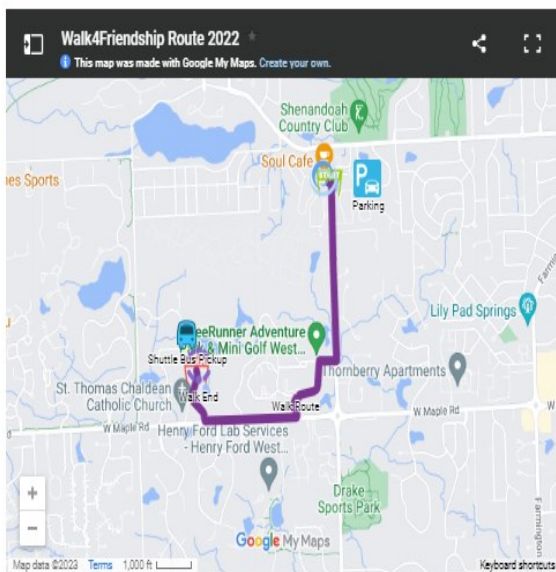 Walk4Friendship Route 2022
This map was made with Google My Maps. Create your own.
Shenandoah
Country Club
Soul Cafe
START
Parking
nes Sports
Farming
Lily Pad Springs
eeRunner Adventure
& Mini Golf West...
Shuttle Bus Pickup
Thornberry Apartments
St. Thomas Chaldean
Catholic Church
Walk End
Walk Route
W Maple Rd
W Maple Rd
Henry Ford Lab Services
- Henry Ford West...
Drake
Sports Park
Farmington
Google My Maps
Map data ©2023 Terms 1,000 ft
Keyboard shortcuts